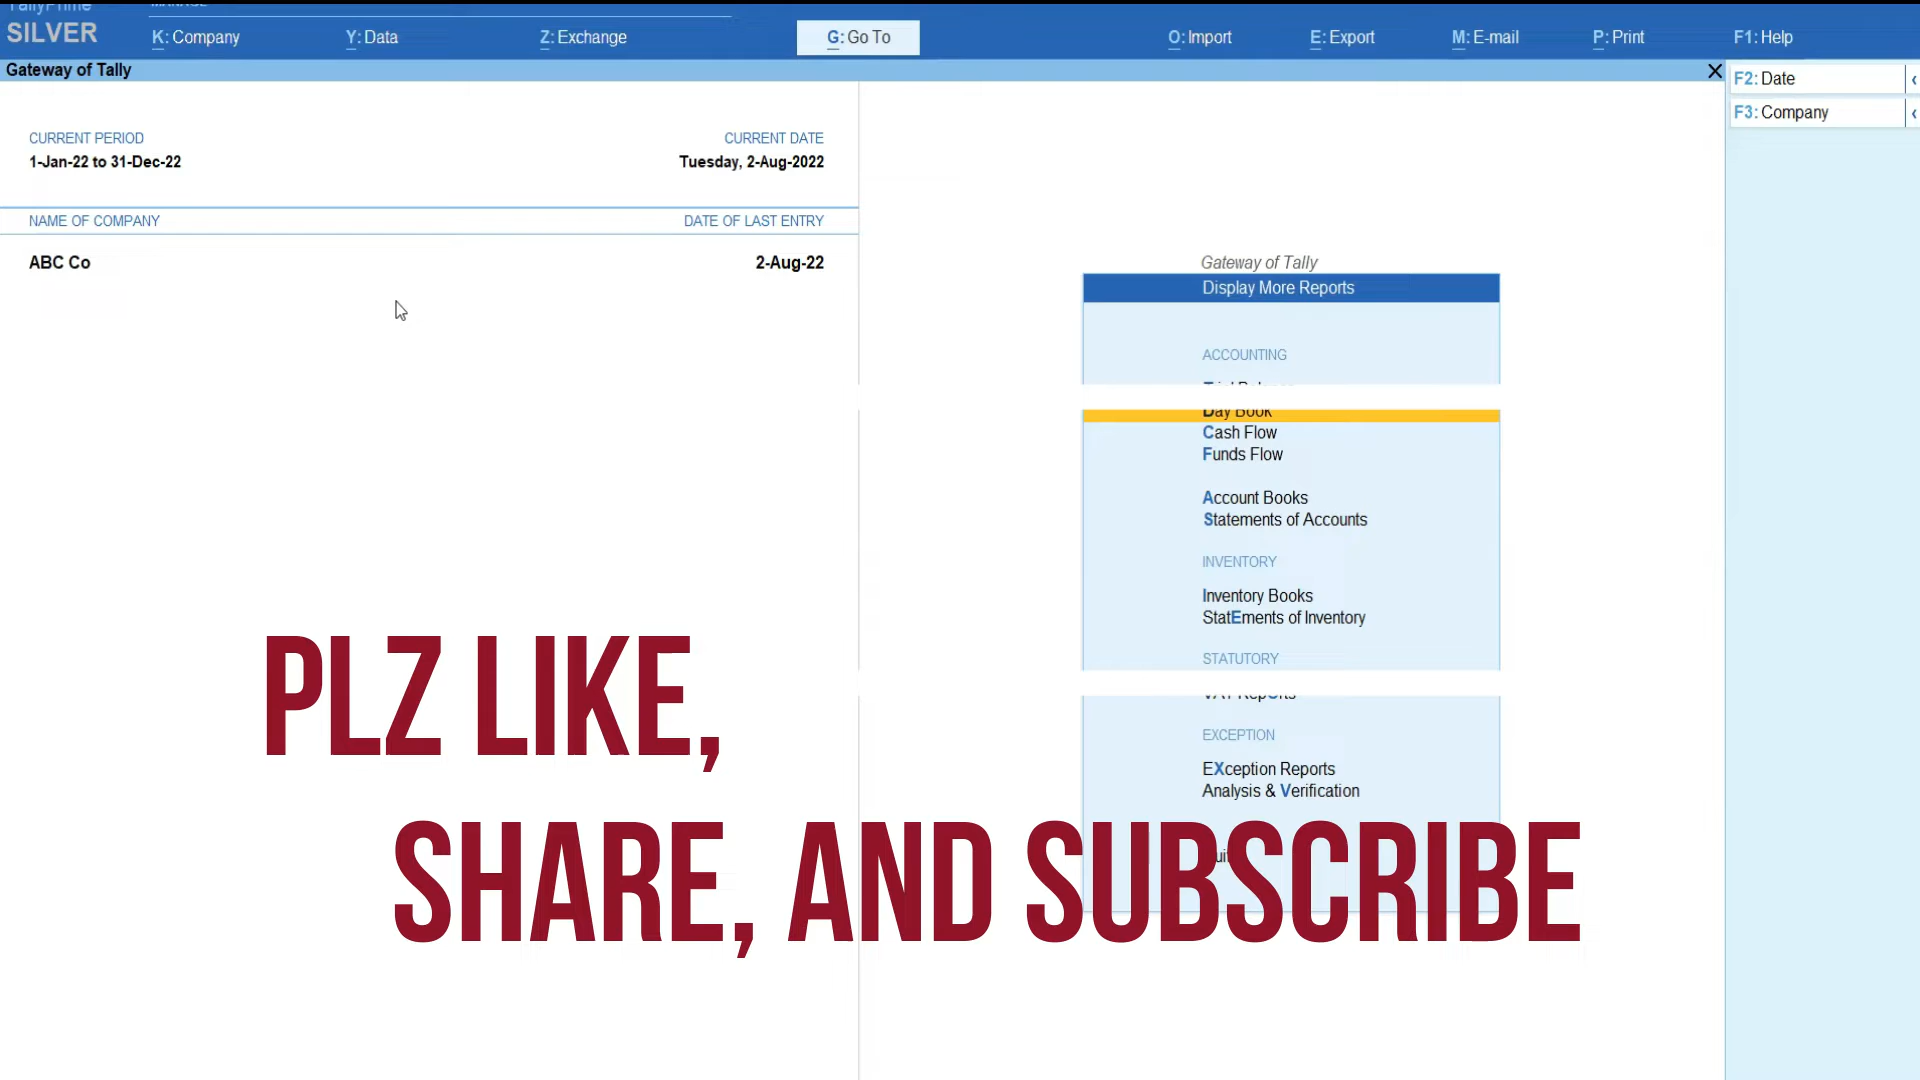 SILVER
K: Company
Y: Data
Z: Exchange
G: Go To
O: Import
E: Export
M: E-mail
P: Print
F1: Help
Gateway of Tally
F2: Date
F3: Company
CURRENT PERIOD
CURRENT DATE
1-Jan-22 to 31-Dec-22
Tuesday, 2-Aug-2022
NAME OF COMPANY
DATE OF LAST ENTRY
ABC Co
2-Aug-22
Gateway of Tally
Display More Reports
ACCOUNTING
Day Book
Cash Flow
Funds Flow
Account Books
Statements of Accounts
INVENTORY
Inventory Books
StatEments of Inventory
STATUTORY
EXCEPTION
EXception Reports
Analysis & Verification
PLZ LIKE,
SHARE, AND SUBSCRIBE